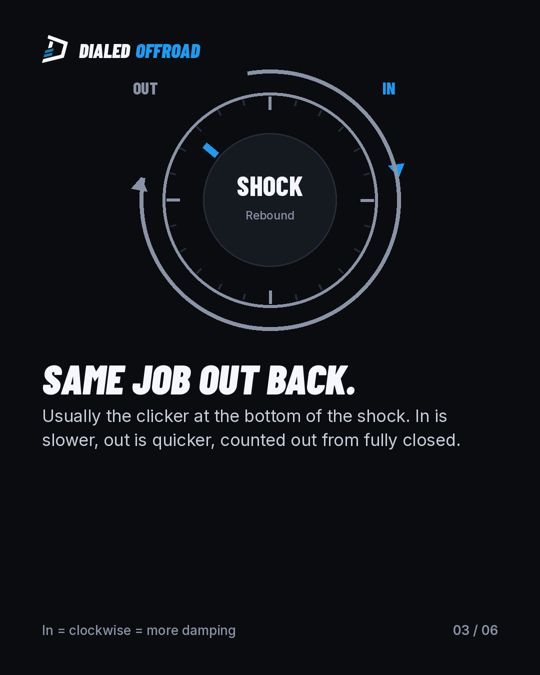 DIALED OFFROAD
OUT
IN
SHOCK
Rebound
SAME JOB OUT BACK.
Usually the clicker at the bottom of the shock. In is
slower, out is quicker, counted out from fully closed.
In = clockwise = more damping
03 / 06